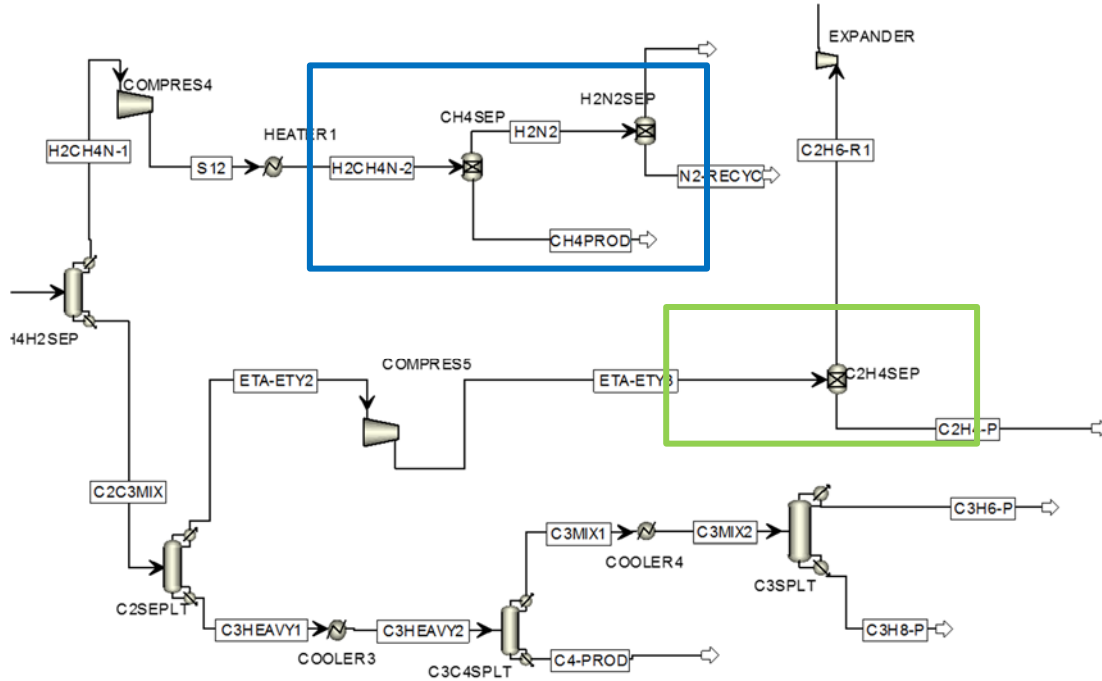 EXPANDER
COMPRES4
H2N2SEP
CH4SEP
H2N2
HEATER1
H2CH4N-1
C2H6-R1
S12
H2CH4N-2
N2-RECYC
CH4PROD
H4H2SEP
COMPRES5
C2H4SEP
ETA-ETY2
ETA-ETY3
C2H4-P
C2C3MIX
C3H6-P
C3MIX1
C3MIX2
COOLER4
C3SPLT
C2SEPLT
C3HEAVY1
C3HEAVY2
C3H8-P
COOLER3
C4-PROD
C3C4SPLT